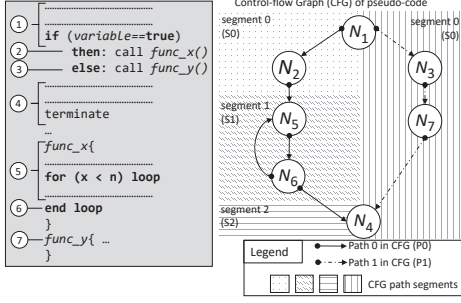 Control-flow Graph (CFG) of pseudo-code
1
if (variable==true)
2 then: call func_x()
3 else: call func_y()
4
terminate
…
func_x{
5
for (x < n) loop
6 end loop
}
7 func_y{ …
}
segment 0
(S0)
segment 0
(S0)
N1
N2
N3
segment 1
(S1)
N5
N7
N6
segment 2
(S2)
N4
Legend
Path 0 in CFG (P0)
Path 1 in CFG (P1)
CFG path segments